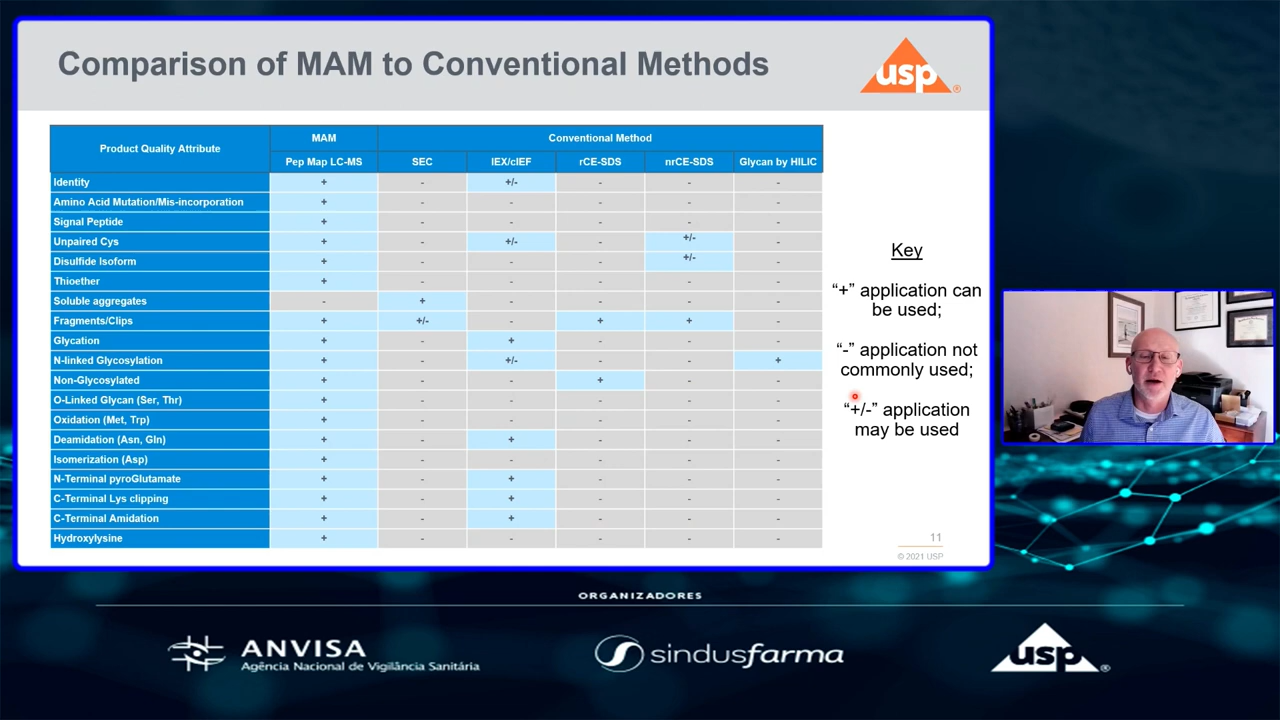 Comparison of MAM to Conventional Methods
usp®
Product Quality Attribute MAM Conventional Method
Pep Map LC-MS SEC IEX/cIEF rCE-SDS nrCE-SDS Glycan by HILIC
Identity + - +/- - - -
Amino Acid Mutation/Mis-incorporation + - - - - -
Signal Peptide + - - - - -
Unpaired Cys + - +/- - +/- -
Disulfide Isoform + - - - +/- -
Thioether + - - - - -
Soluble aggregates - + - - - -
Fragments/Clips + +/- - + + -
Glycation + - + - - -
N-linked Glycosylation + - +/- - - +
Non-Glycosylated + - - + - -
O-Linked Glycan (Ser, Thr) + - - - - -
Oxidation (Met, Trp) + - - - - -
Deamidation (Asn, Gln) + - + - - -
Isomerization (Asp) + - - - - -
N-Terminal pyroGlutamate + - + - - -
C-Terminal Lys clipping + - + - - -
C-Terminal Amidation + - + - - -
Hydroxylysine + - - - - -
Key
“+” application can
be used;
“-” application not
commonly used;
“+/-” application
may be used
11
© 2021 USP
ORGANIZADORES
ANVISA
Agência Nacional de Vigilância Sanitária
sindusfarma
usp®